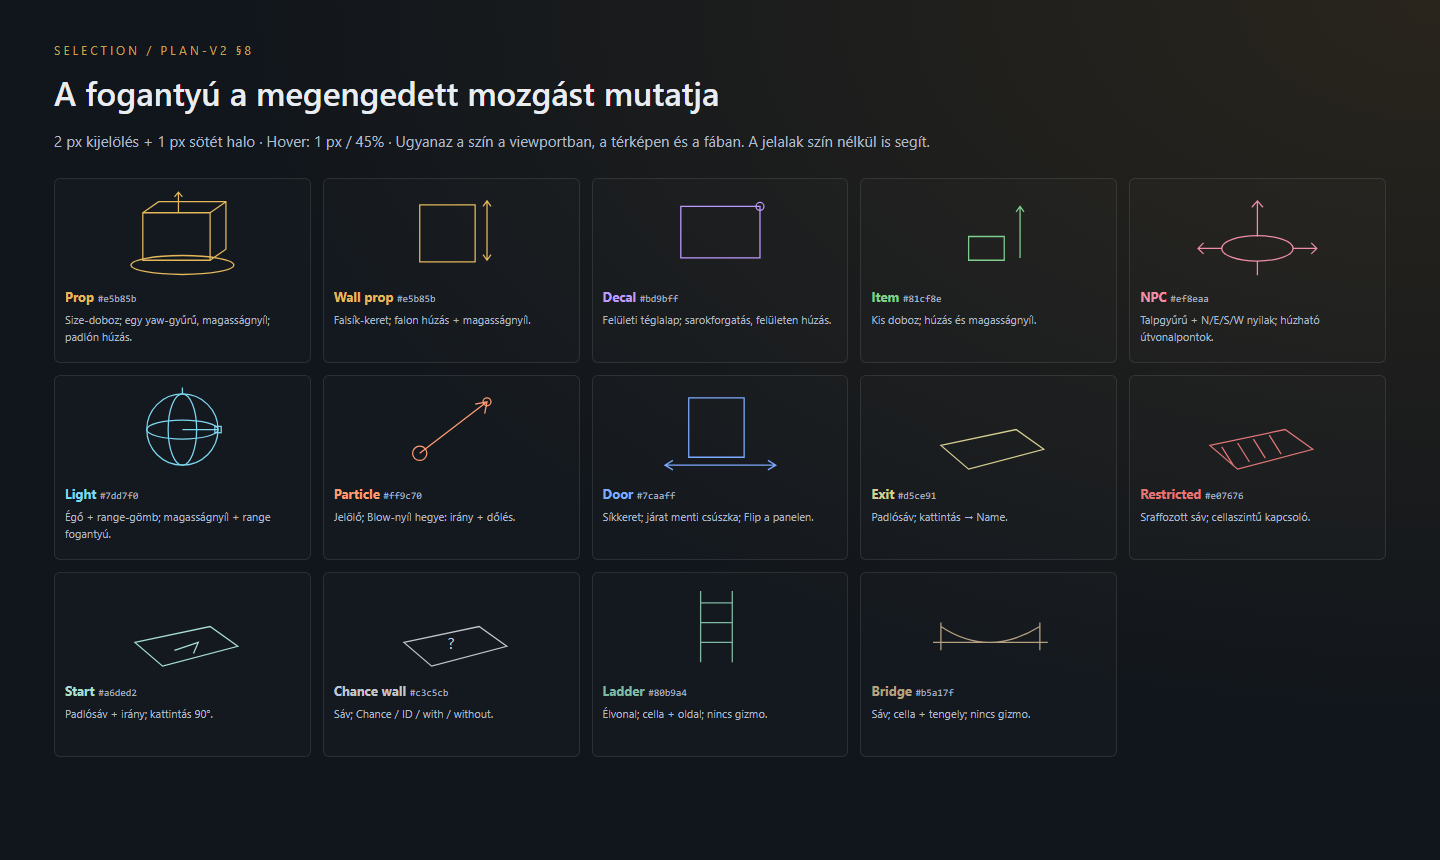 SELECTION / PLAN-V2 §8
A fogantyú a megengedett mozgást mutatja
2 px kijelölés + 1 px sötét halo · Hover: 1 px / 45% · Ugyanaz a szín a viewportban, a térképen és a fában. A jelalak szín nélkül is segít.
Prop #e5b85b
Size-doboz; egy yaw-gyűrű, magasságnyíl;
padlón húzás.
Wall prop #e5b85b
Falsík-keret; falon húzás + magasságnyíl.
Decal #bd9bff
Felületi téglalap; sarokforgatás, felületen húzás.
Item #81cf8e
Kis doboz; húzás és magasságnyíl.
NPC #ef8eaa
Talpgyűrű + N/E/S/W nyilak; húzható
útvonalpontok.
Light #7dd7f0
Égő + range-gömb; magasságnyíl + range
fogantyú.
Particle #ff9c70
Jelölő; Blow-nyíl hegye: irány + dőlés.
Door #7caaff
Síkkeret; járat menti csúszka; Flip a panelen.
Exit #d5ce91
Padlósáv; kattintás → Name.
Restricted #e07676
Sraffozott sáv; cellaszintű kapcsoló.
Start #a6ded2
Padlósáv + irány; kattintás 90°.
?
Chance wall #c3c5cb
Sáv; Chance / ID / with / without.
Ladder #80b9a4
Élvonal; cella + oldal; nincs gizmo.
Bridge #b5a17f
Sáv; cella + tengely; nincs gizmo.